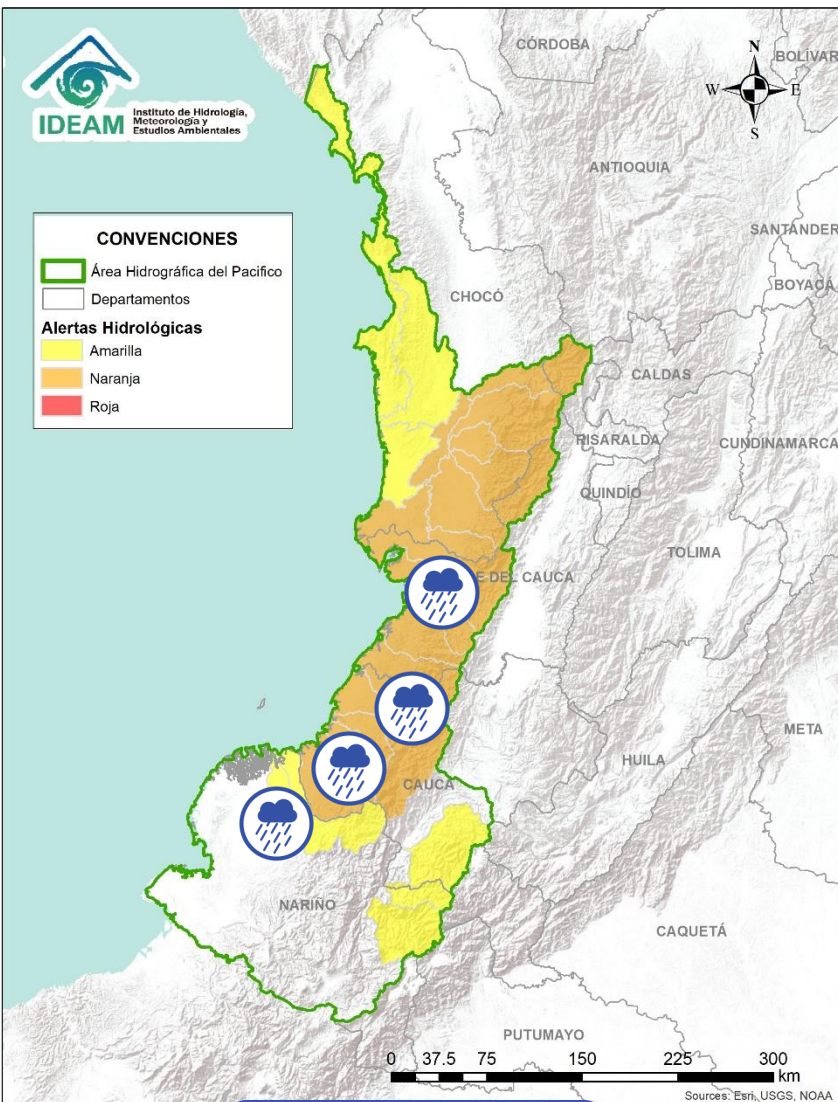 IDEAM
Instituto de Hidrología,
Meteorología y
Estudios Ambientales
CÓRDOBA
BOLÍVAR
N
W
E
S
ANTIOQUIA
SANTANDER
BOYACÁ
CHOCÓ
CONVENCIONES
Área Hidrográfica del Pacifico
Departamentos
Alertas Hidrológicas
Amarilla
Naranja
Roja
CALDAS
RISARALDA
CUNDINAMARCA
QUINDÍO
TOLIMA
E DEL CAUCA
META
HUILA
CAUCA
NARIÑO
CAQUETÁ
PUTUMAYO
0 37.5 75 150 225 300
km
Sources: Esri, USGS, NOAA